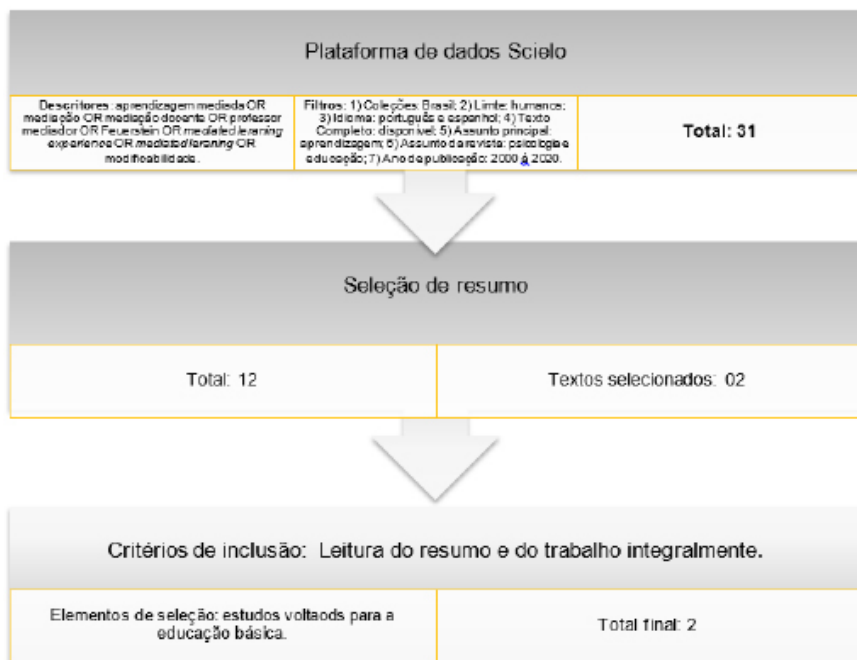 Plataforma de dados Scielo
Descritores: aprendizagem mediada OR
mediação OR mediação docente OR professor
mediador OR Feuerstein OR mediated leraning
experience OR mediated leraning OR
modificabilidade.
Filtros: 1) Coleções: Brasil; 2) Limite: humanos;
3) Idioma: português e espanhol; 4) Texto
Completo: disponível; 5) Assunto principal:
aprendizagem; 6) Assunto da revista: psicologia e
educação; 7) Ano de publicação: 2000 à 2020.
Total: 31
Seleção de resumo
Total: 12
Textos selecionados: 02
Critérios de inclusão: Leitura do resumo e do trabalho integralmente.
Elementos de seleção: estudos voltaods para a
educação básica.
Total final: 2